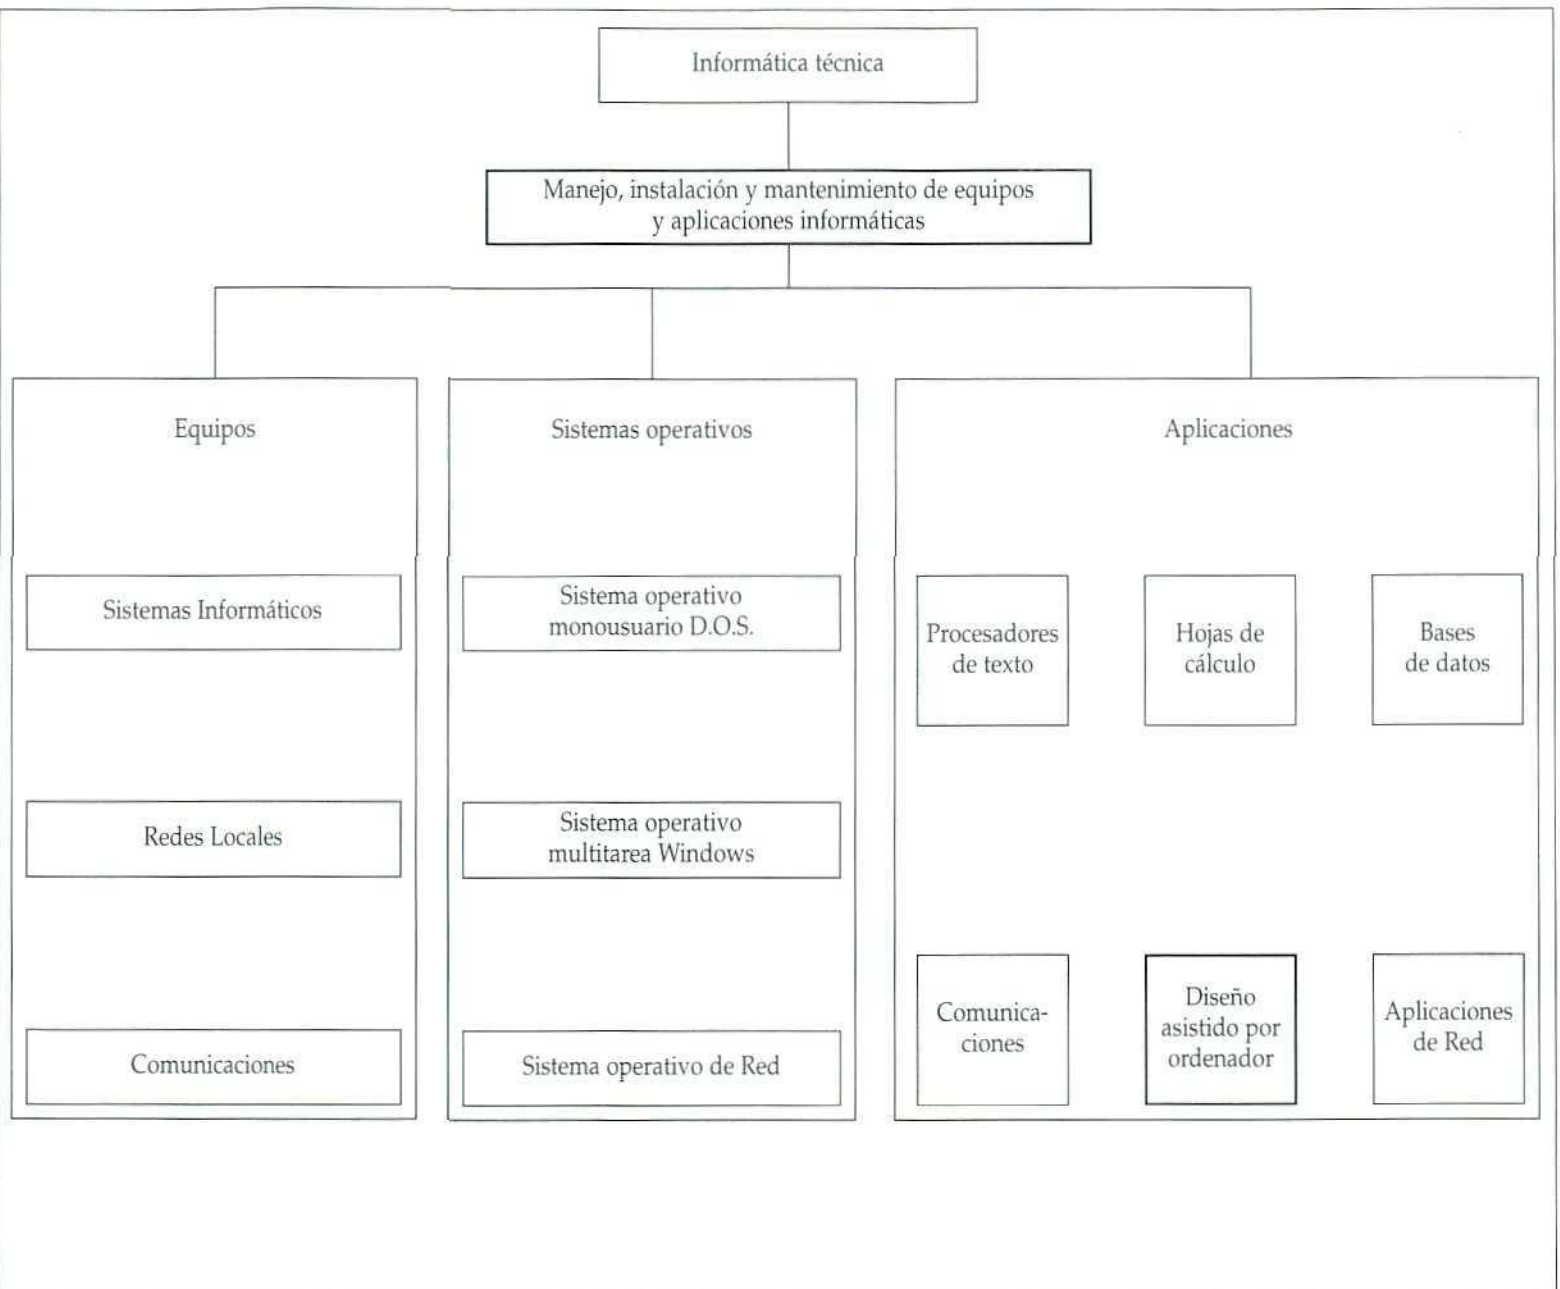 Informática técnica
Manejo, instalación y mantenimiento de equipos
y aplicaciones informáticas
Equipos
Sistemas Informáticos
Redes Locales
Comunicaciones
Sistemas operativos
Sistema operativo
monousuario D.O.S.
Sistema operativo
multitarea Windows
Sistema operativo de Red
Aplicaciones
Procesadores
de texto
Hojas de
cálculo
Bases
de datos
Comunica-
ciones
Diseño
asistido por
ordenador
Aplicaciones
de Red